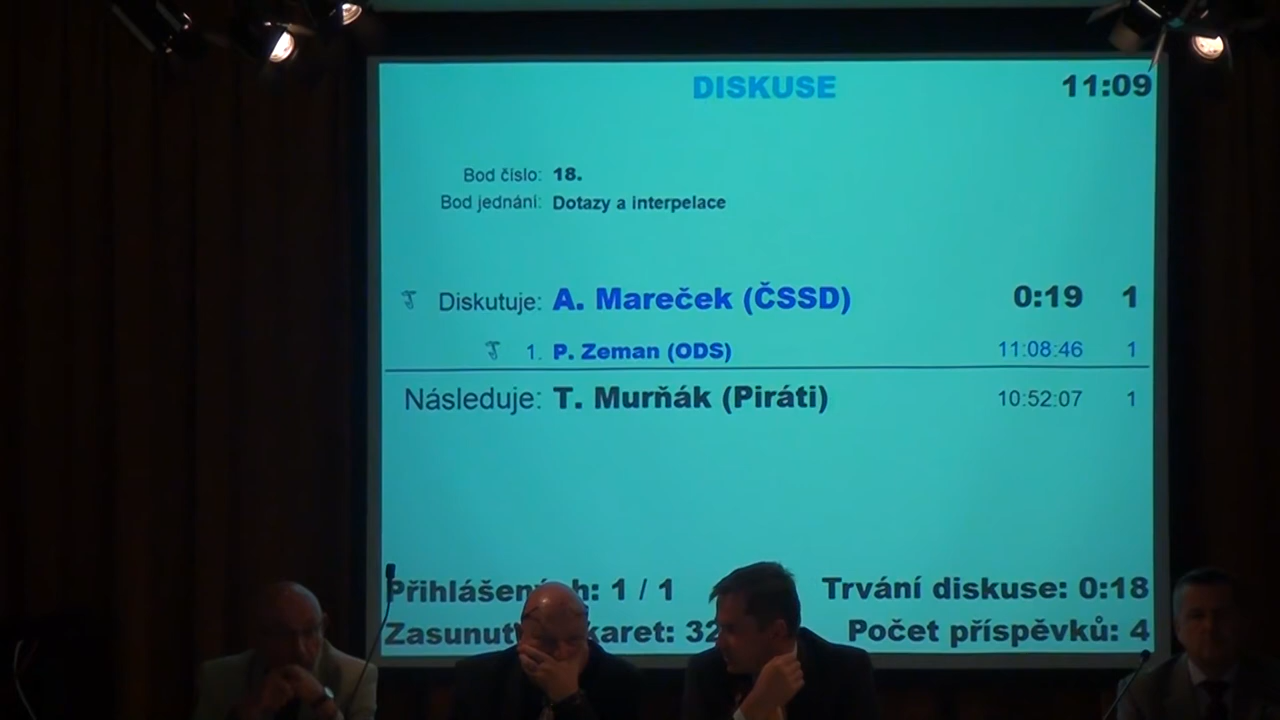 DISKUSE 11:09
Bod číslo: 18.
Bod jednání: Dotazy a interpelace
Diskutuje: A. Mareček (ČSSD) 0:19 1
1. P. Zeman (ODS) 11:08:46 1
Následuje: T. Murňák (Piráti) 10:52:07 1
1 / 1 Trvání diskuse: 0:18
karet: 32 Počet příspěvků: 4